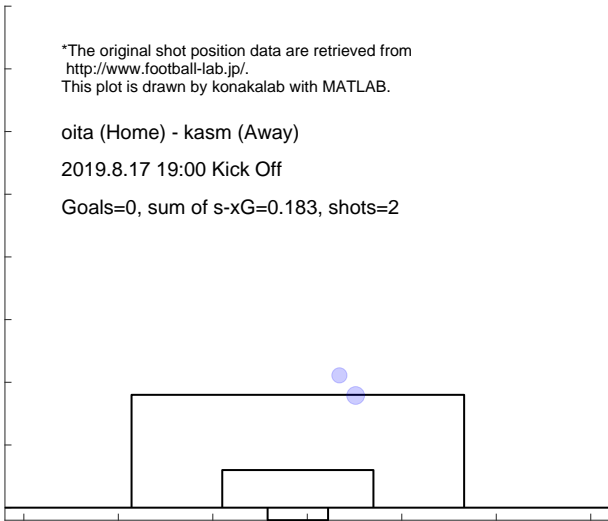 *The original shot position data are retrieved from
http://www.football-lab.jp/.
This plot is drawn by konakalab with MATLAB.
oita (Home) - kasm (Away)
2019.8.17 19:00 Kick Off
Goals=0, sum of s-xG=0.183, shots=2